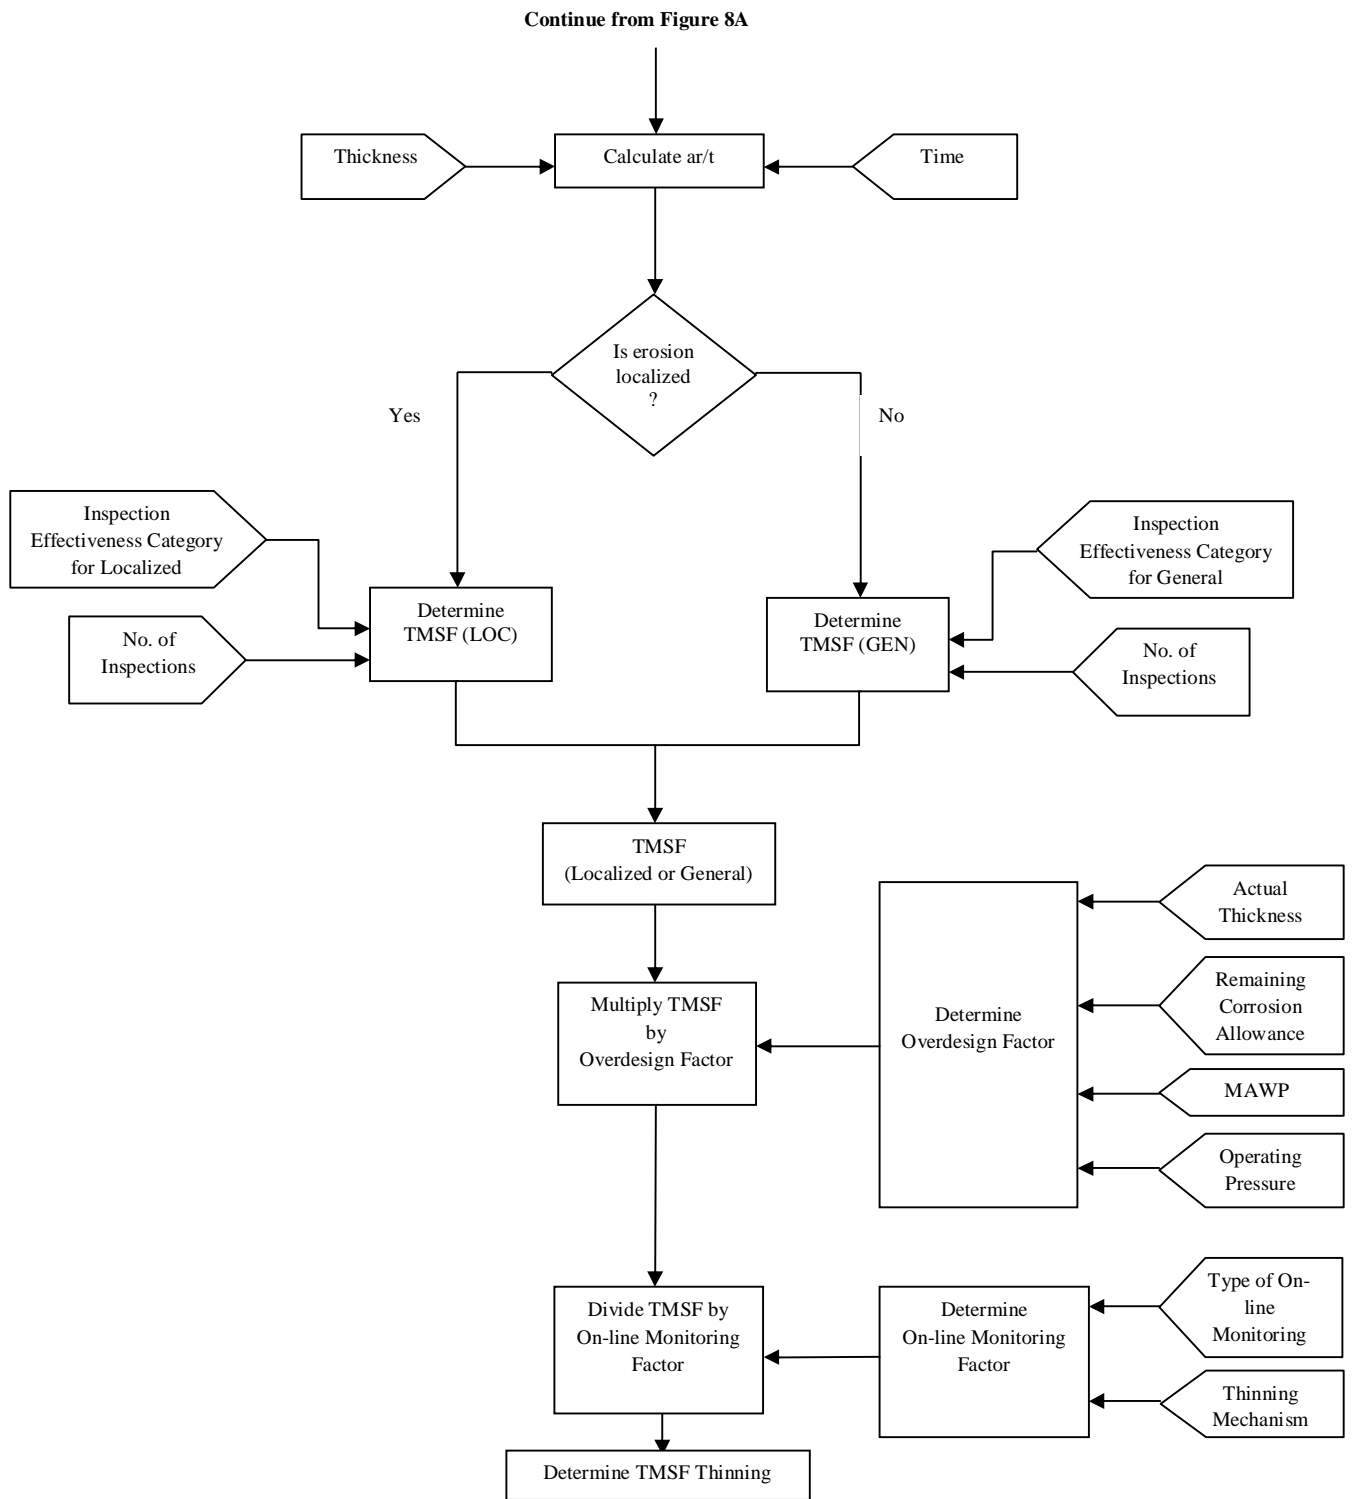 Continue from Figure 8A
Thickness
Calculate ar/t
Time
Is erosion
localized
?
Yes
No
Inspection
Effectiveness Category
for Localized
Inspection
Effectiveness Category
for General
Determine
TMSF (LOC)
Determine
TMSF (GEN)
No. of
Inspections
No. of
Inspections
TMSF
(Localized or General)
Actual
Thickness
Multiply TMSF
by
Overdesign Factor
Determine
Overdesign Factor
Remaining
Corrosion
Allowance
MAWP
Operating
Pressure
Divide TMSF by
On-line Monitoring
Factor
Determine
On-line Monitoring
Factor
Type of On-
line
Monitoring
Thinning
Mechanism
Determine TMSF Thinning